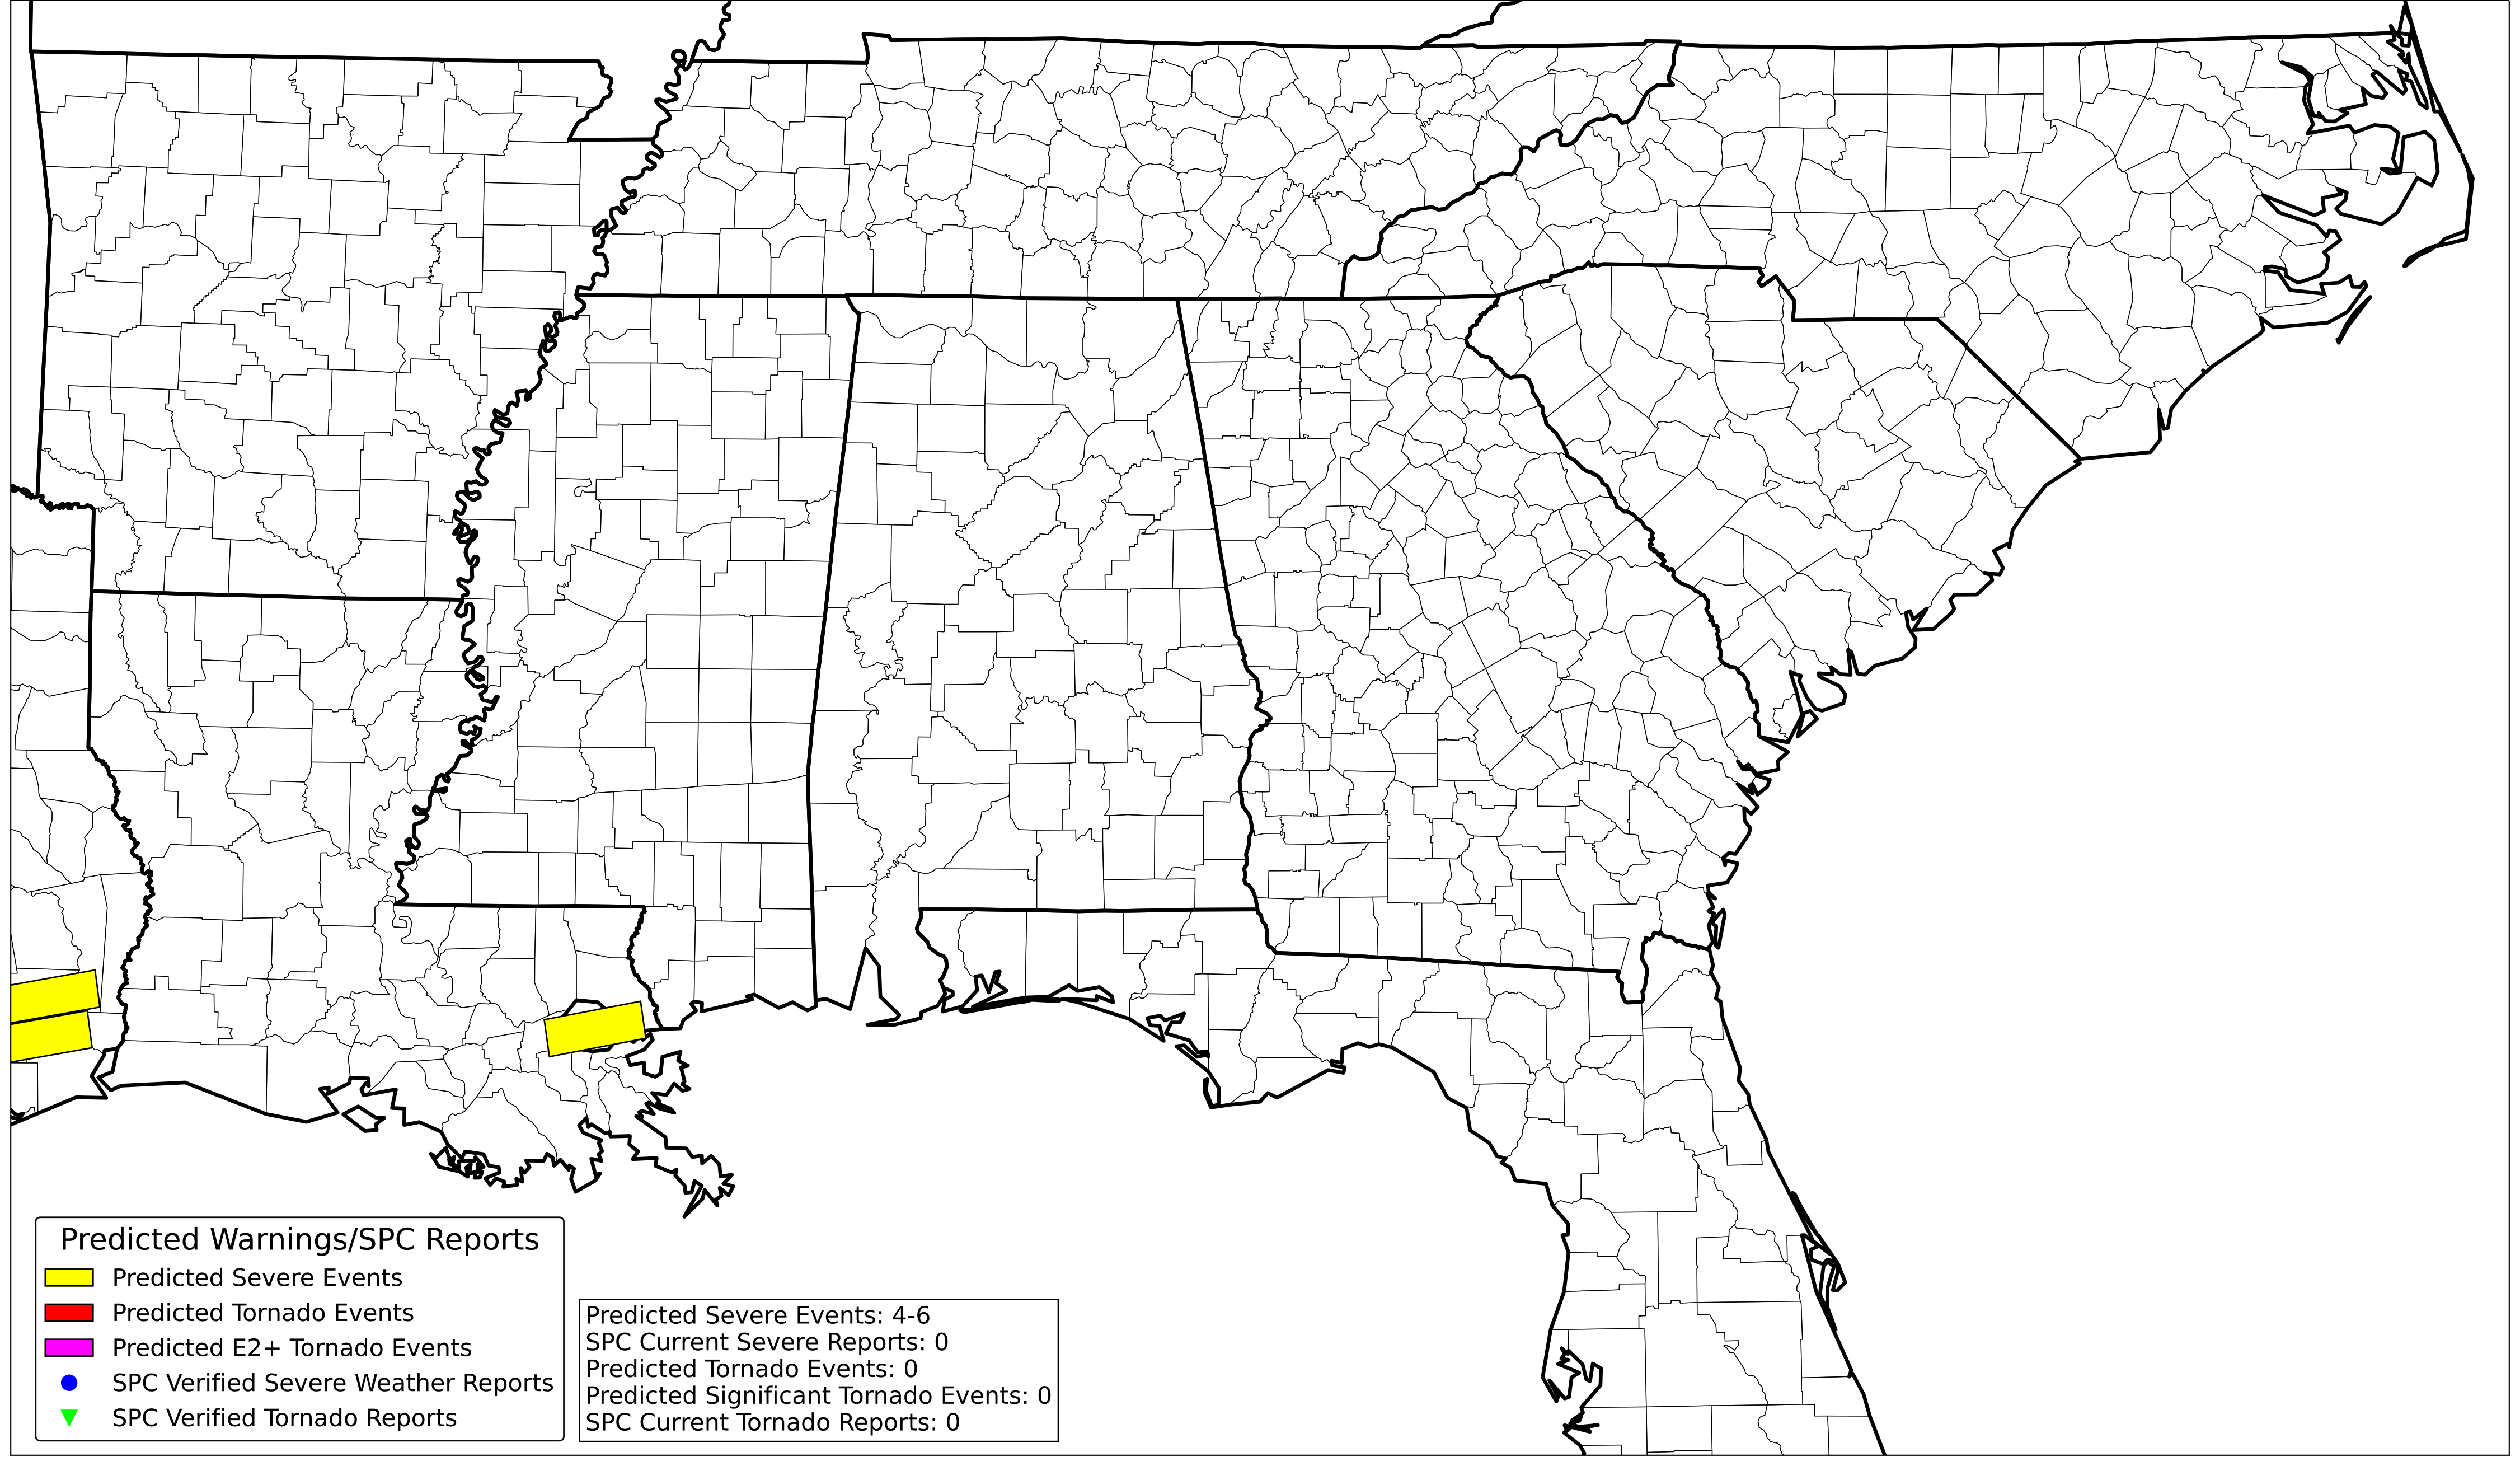 Predicted Warnings/SPC Reports
Predicted Severe Events
Predicted Tornado Events
Predicted E2+ Tornado Events
SPC Verified Severe Weather Reports
SPC Verified Tornado Reports
Predicted Severe Events: 4-6
SPC Current Severe Reports: 0
Predicted Tornado Events: 0
Predicted Significant Tornado Events: 0
SPC Current Tornado Reports: 0